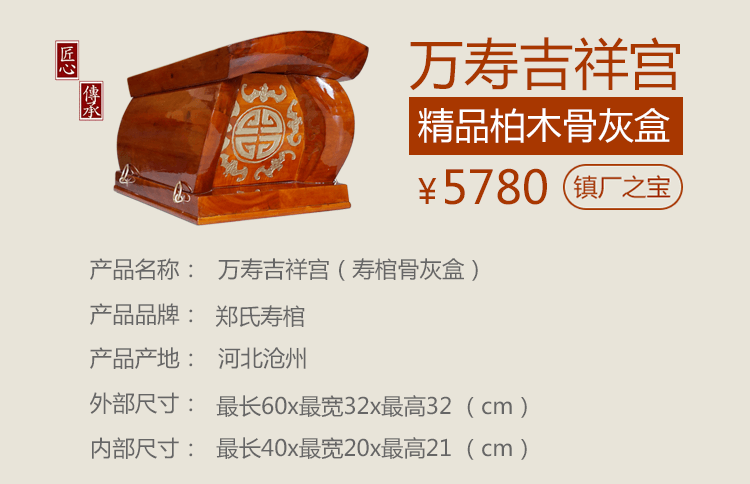 匠心
傳承
万寿吉祥宫
精品柏木骨灰盒
¥5780 镇厂之宝
产品名称： 万寿吉祥宫（寿棺骨灰盒）
产品品牌： 郑氏寿棺
产品产地： 河北沧州
外部尺寸： 最长60x最宽32x最高32 （cm）
内部尺寸： 最长40x最宽20x最高21 （cm）